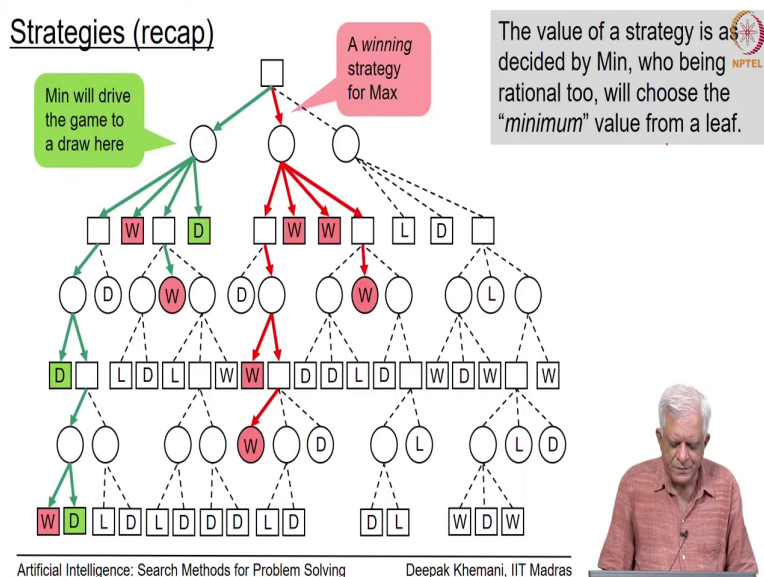 Strategies (recap)
A winning
strategy
for Max
Min will drive
the game to
a draw here
The value of a strategy is as
decided by Min, who being
rational too, will choose the
“minimum” value from a leaf.
NPTEL
W D W W L D
D W D W L
D L D L W W D D L D W D W W
W D L L D
W D L D L D D D L D D L W D W
Artificial Intelligence: Search Methods for Problem Solving Deepak Khemani, IIT Madras